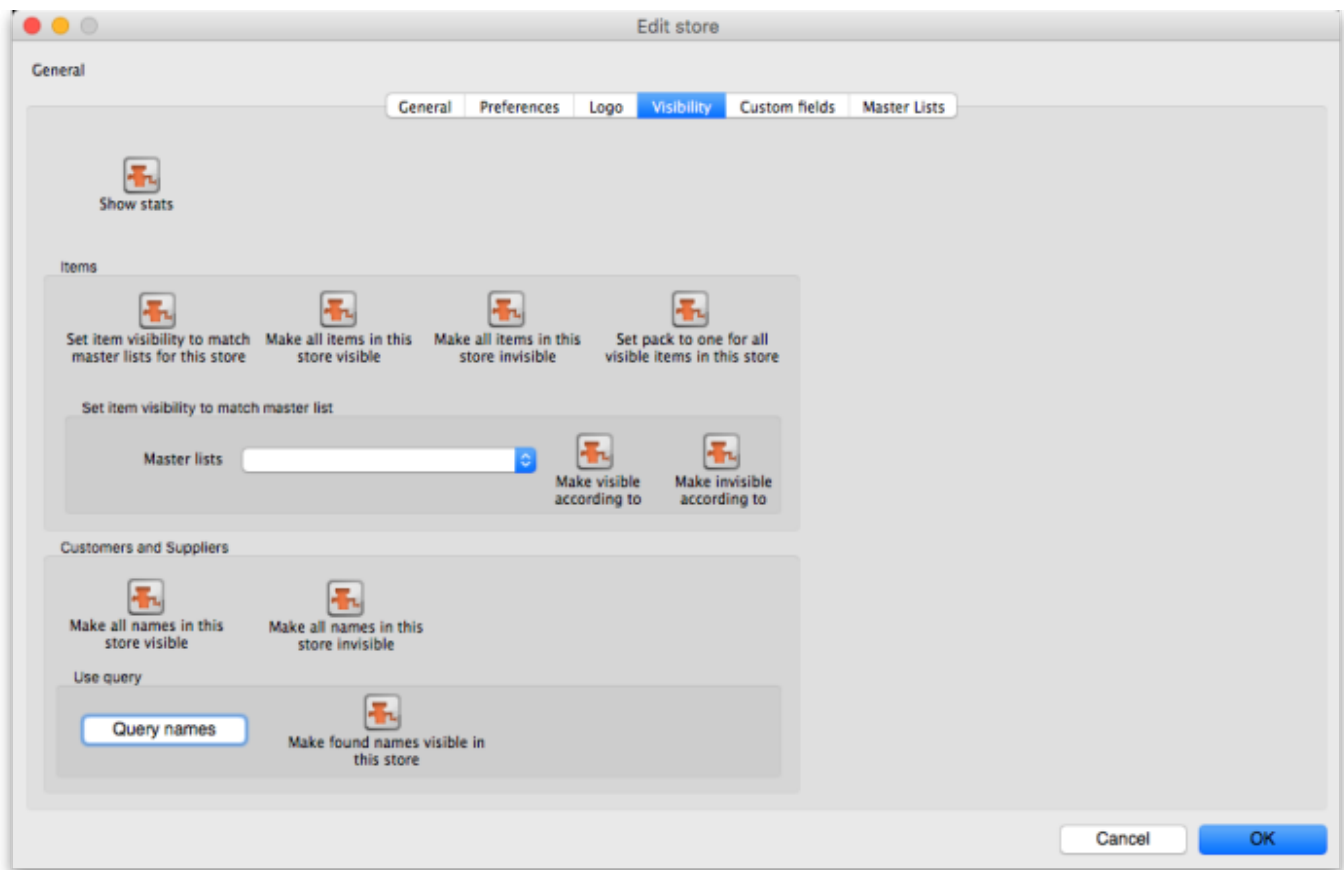 Edit store
General
General Preferences Logo Visibility Custom fields Master Lists
Show stats
Items
Set item visibility to match
master lists for this store
Make all items in this
store visible
Make all items in this
store invisible
Set pack to one for all
visible items in this store
Set item visibility to match master list
Master lists
Make visible
according to
Make invisible
according to
Customers and Suppliers
Make all names in this
store visible
Make all names in this
store invisible
Use query
Query names
Make found names visible in
this store
Cancel OK